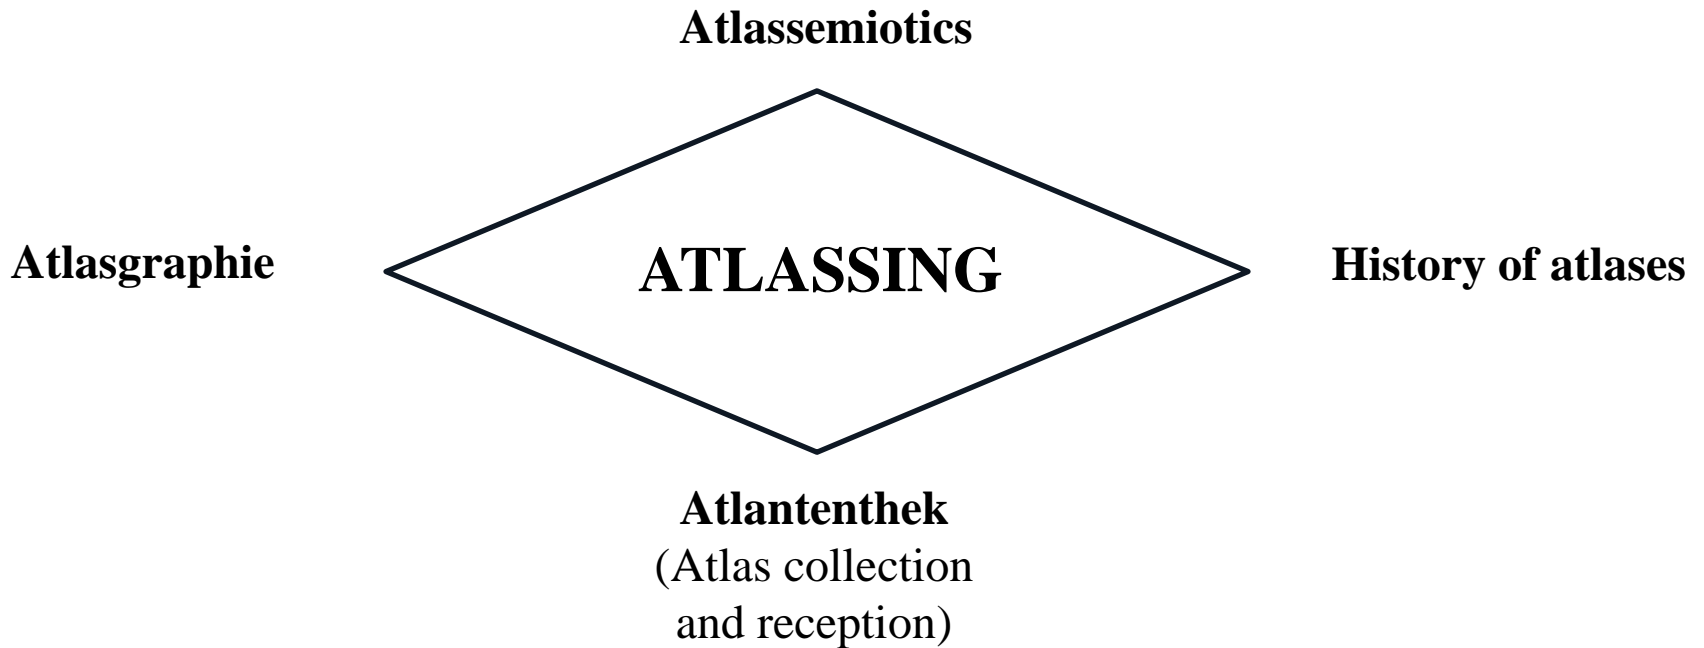 Atlassemiotics
Atlasgraphie
ATLASSING
History of atlases
Atlantenthek
(Atlas collection
and reception)